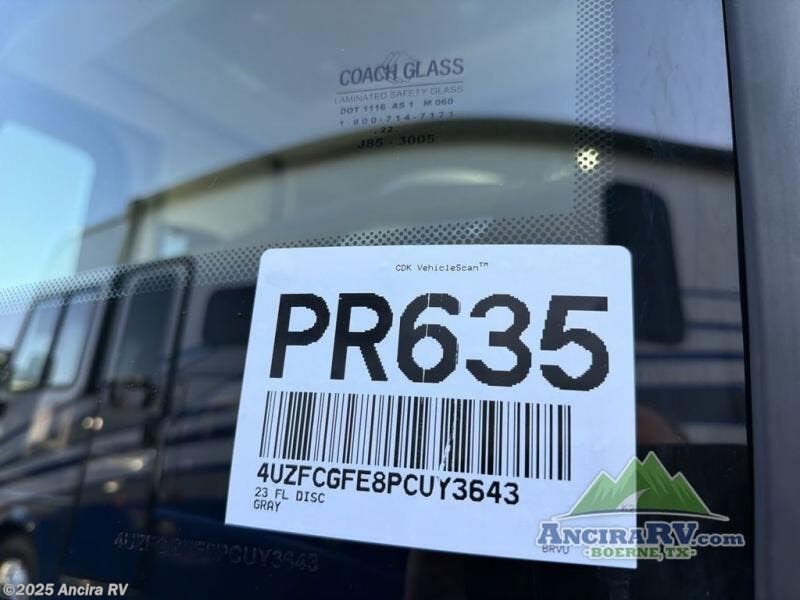 COACH GLASS
LAMINATED SAFETY GLASS
DOT 1116 AS 1 M 060
1-800-714-7171
.22.
J85-3005
CDK VehicleScan™
PR635
4UZFCGFE8PCUY3643
23 FL DISC
GRAY
BRVU
ANCIRARV.COM
BOERNE,TX
4UZFCGFE8PCUY3643
©2025 Ancira RV